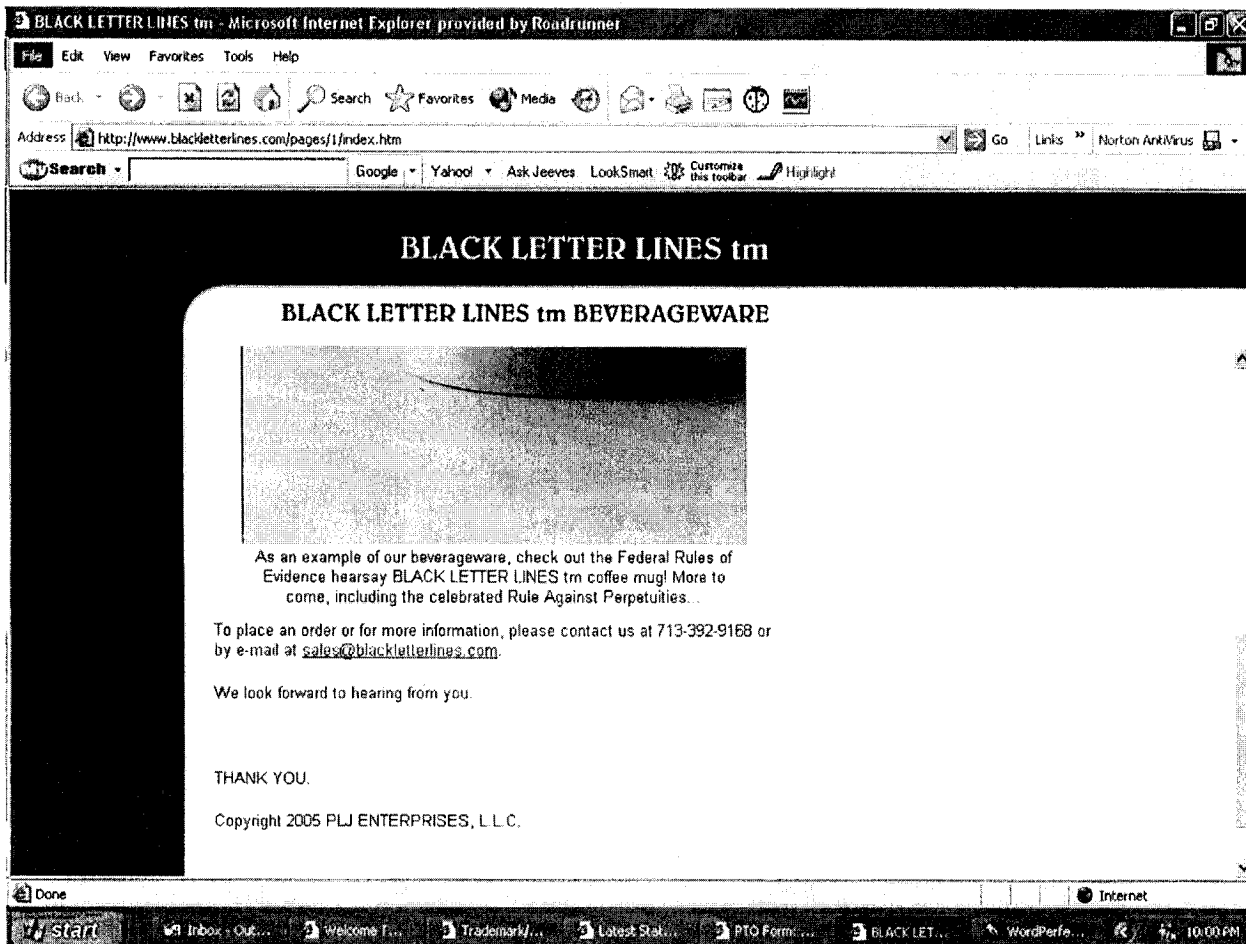 BLACK LETTER LINES tm - Microsoft Internet Explorer provided by Roadrunner
File Edit View Favorites Tools Help
Back Search Favorites Media
Address http://www.blackletterlines.com/pages/1/index.htm Go Links » Norton AntiVirus
Search Google Yahoo! Ask Jeeves LookSmart Customize this toolbar Highlight
BLACK LETTER LINES tm
BLACK LETTER LINES tm BEVERAGEWARE
As an example of our beverageware, check out the Federal Rules of
Evidence hearsay BLACK LETTER LINES tm coffee mug! More to
come, including the celebrated Rule Against Perpetuities...
To place an order or for more information, please contact us at 713-392-9168 or
by e-mail at sales@blackletterlines.com.
We look forward to hearing from you.
THANK YOU.
Copyright 2005 PLJ ENTERPRISES, L.L.C.
Done Internet
start Inbox - Out... Welcome T... Trademark/... Latest Stat... PTO Form: ... BLACK LET... WordPerfe... 10:00 PM